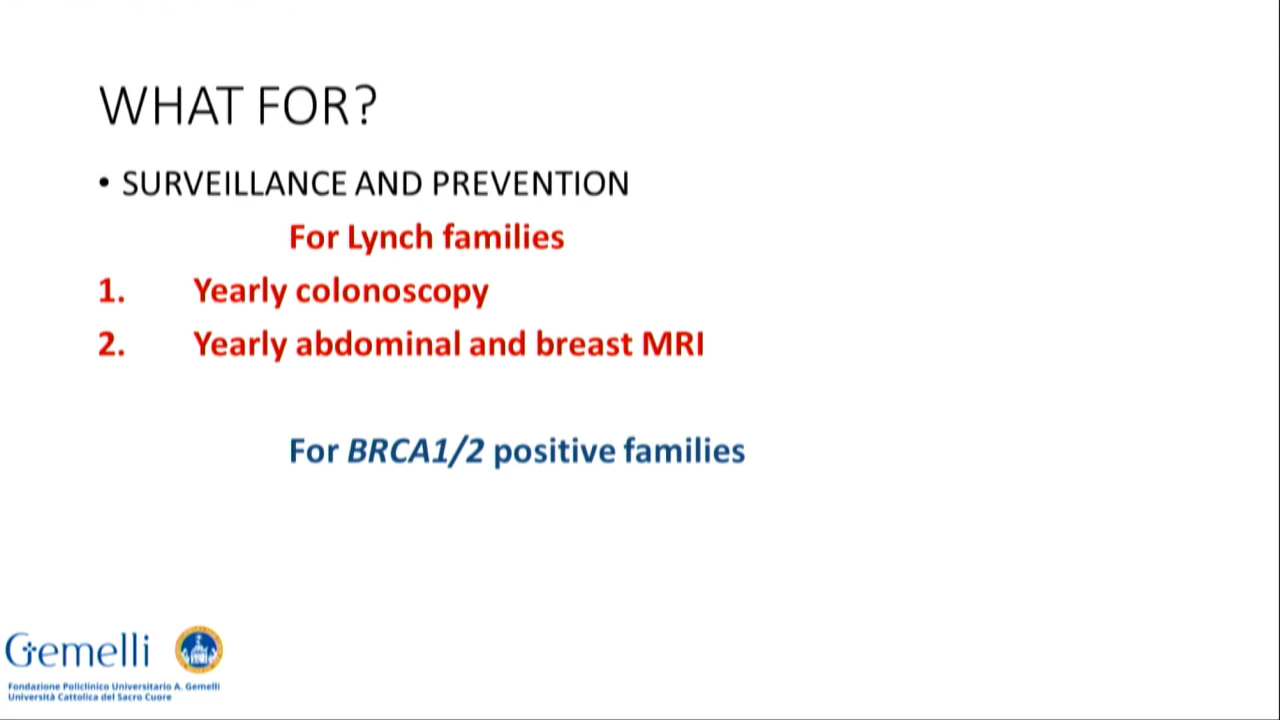 WHAT FOR?
• SURVEILLANCE AND PREVENTION
For Lynch families
1. Yearly colonoscopy
2. Yearly abdominal and breast MRI
For BRCA1/2 positive families
Gemelli
Fondazione Policlinico Universitario A. Gemelli
Università Cattolica del Sacro Cuore